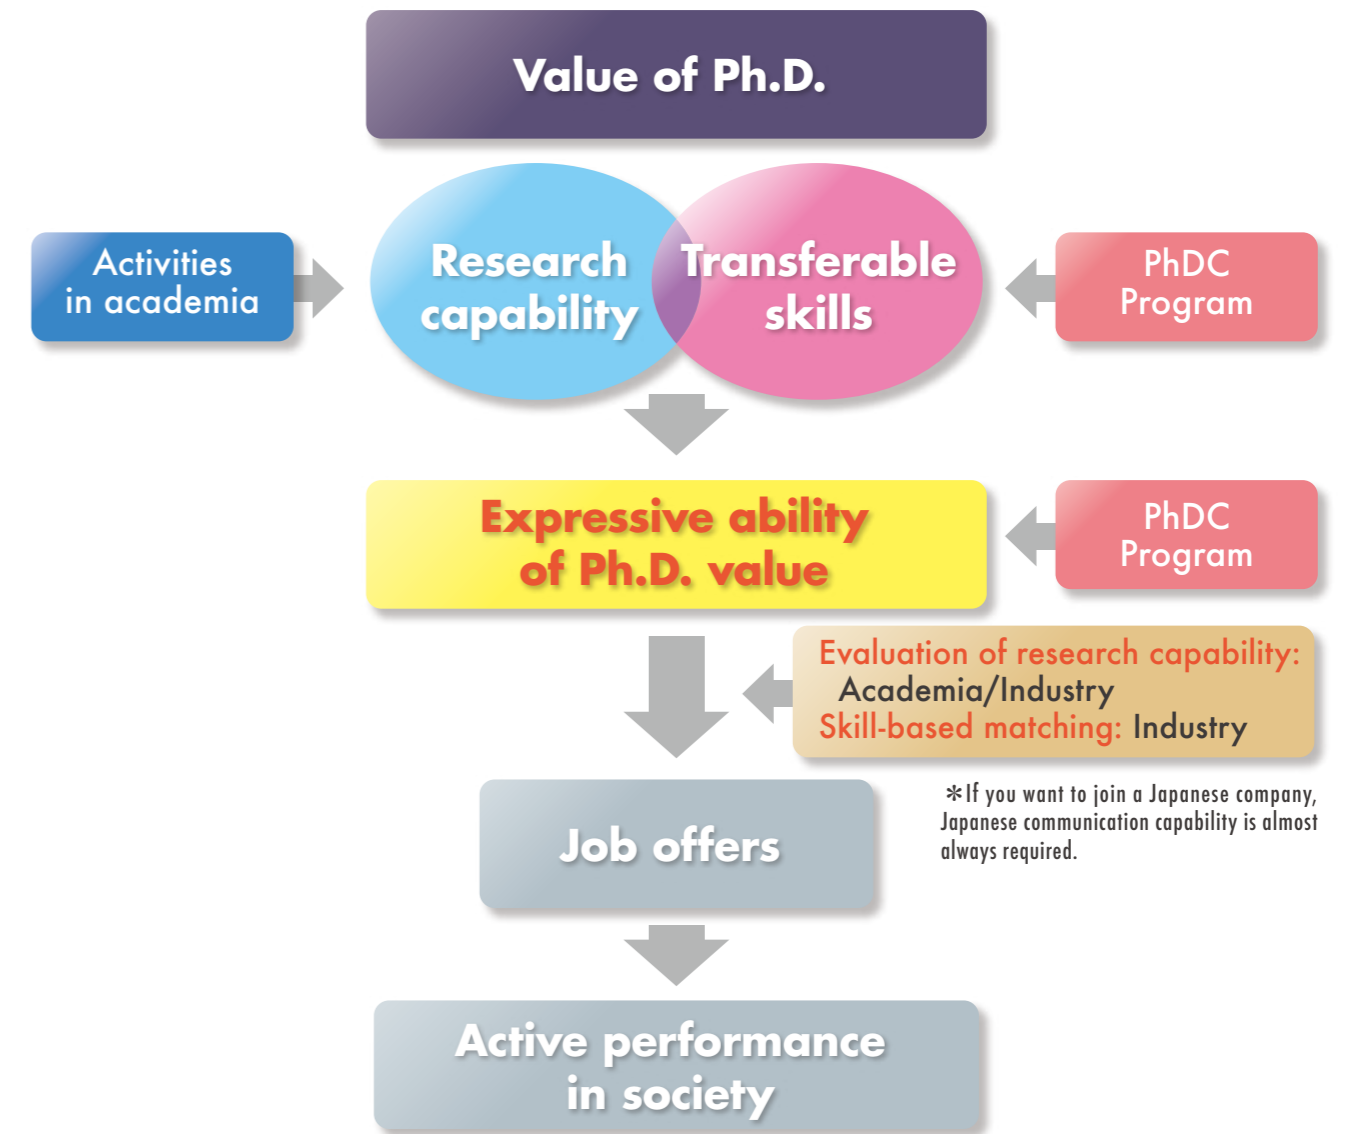 Value of Ph.D.
Activities
in academia
Research
capability
Transferable
skills
PhDC
Program
Expressive ability
of Ph.D. value
PhDC
Program
Evaluation of research capability:
Academia/Industry
Skill-based matching: Industry
＊If you want to join a Japanese company,
Japanese communication capability is almost
always required.
Job offers
Active performance
in society